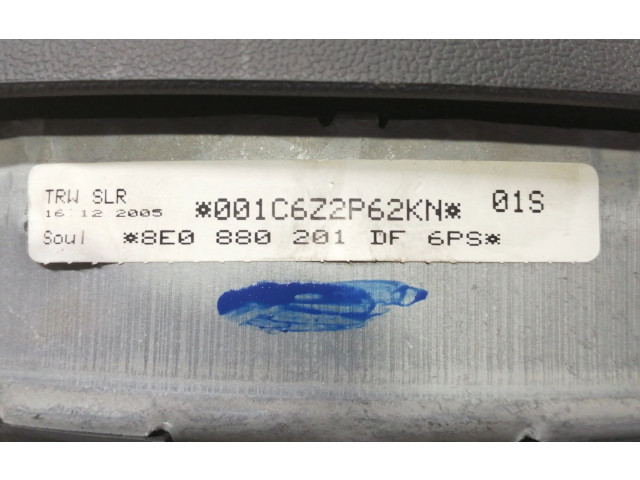 TRW SLR
16.12 2005 *001C6Z2P62KN* 01S
Soul *8E0 880 201 DF 6PS*